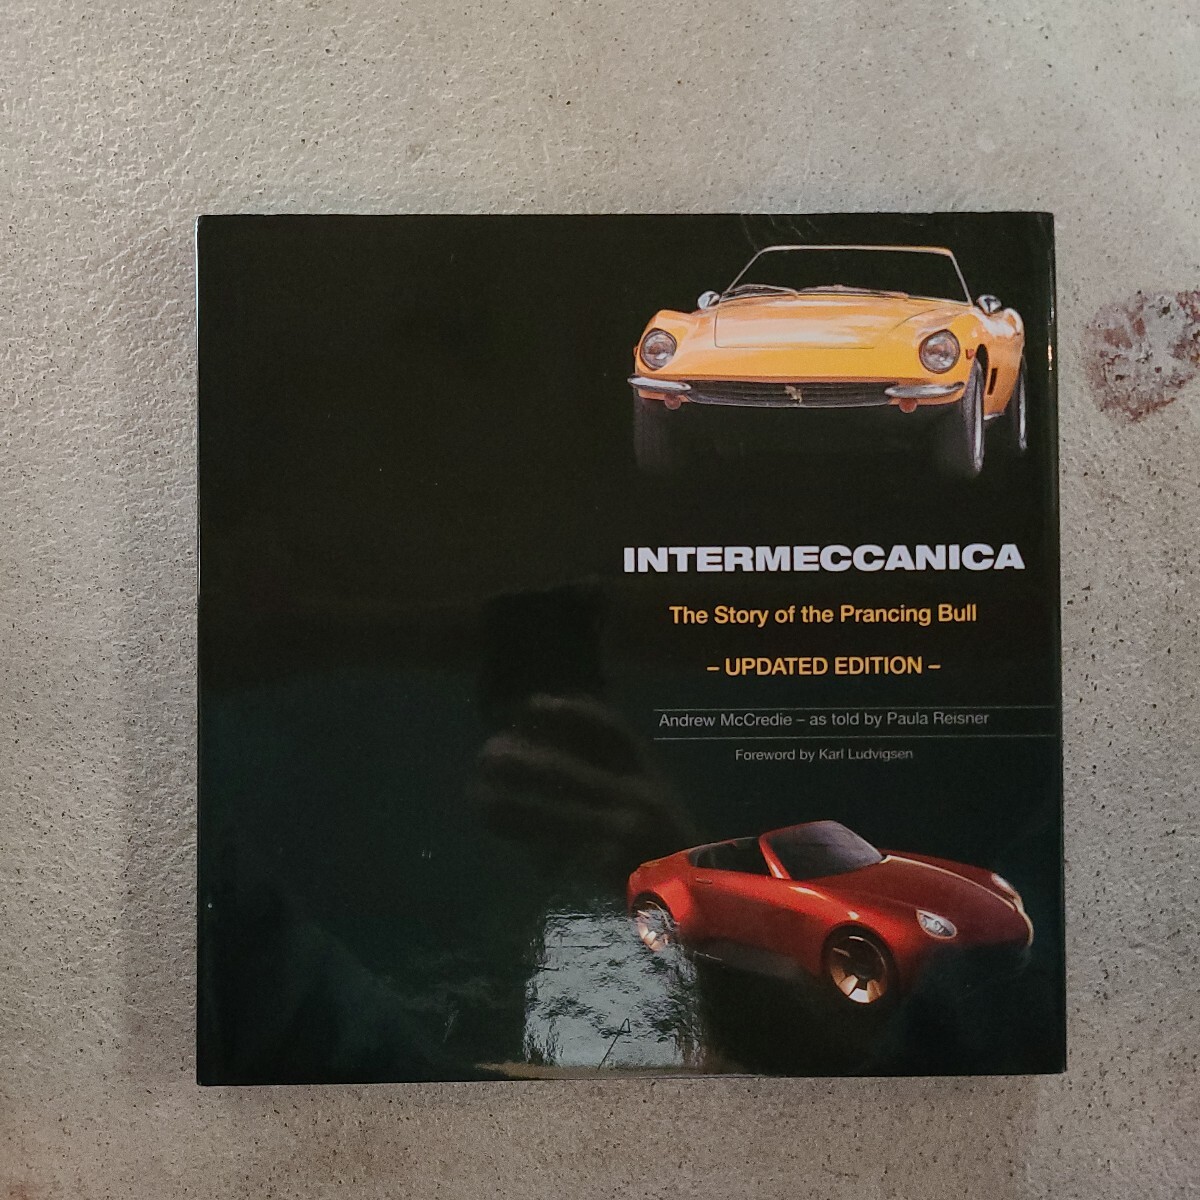 INTERMECCANICA
The Story of the Prancing Bull
– UPDATED EDITION –
Andrew McCredie – as told by Paula Reisner
Foreword by Karl Ludvigsen